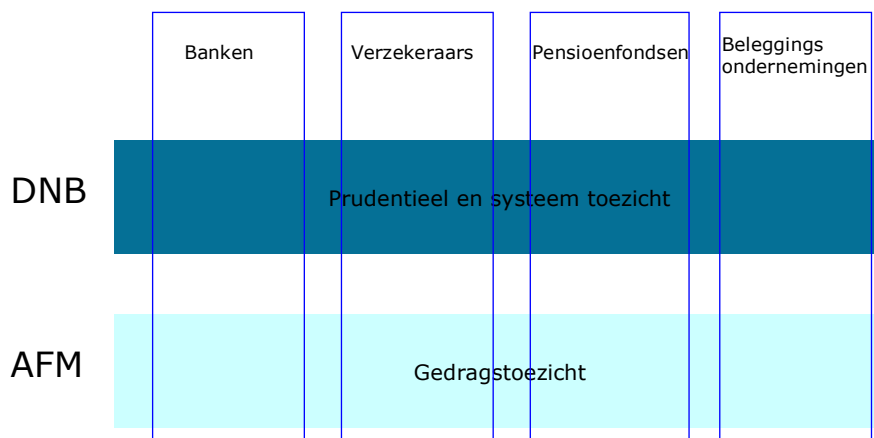 Banken
Verzekeraars
Pensioenfondsen
Beleggings
ondernemingen
DNB
Prudentieel en systeem toezicht
AFM
Gedragstoezicht